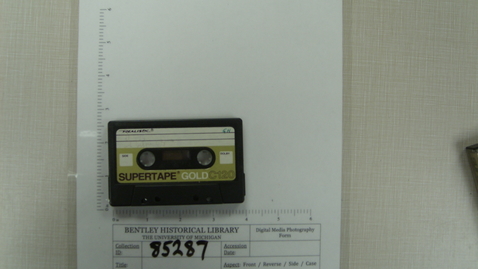 SUPERTAPE GOLD C120
BENTLEY HISTORICAL LIBRARY
THE UNIVERSITY OF MICHIGAN
Digital Media Photography
Form
Collection
ID:
85287
Accession
Date:
Title:
Aspect: Front / Reverse / Side / Case